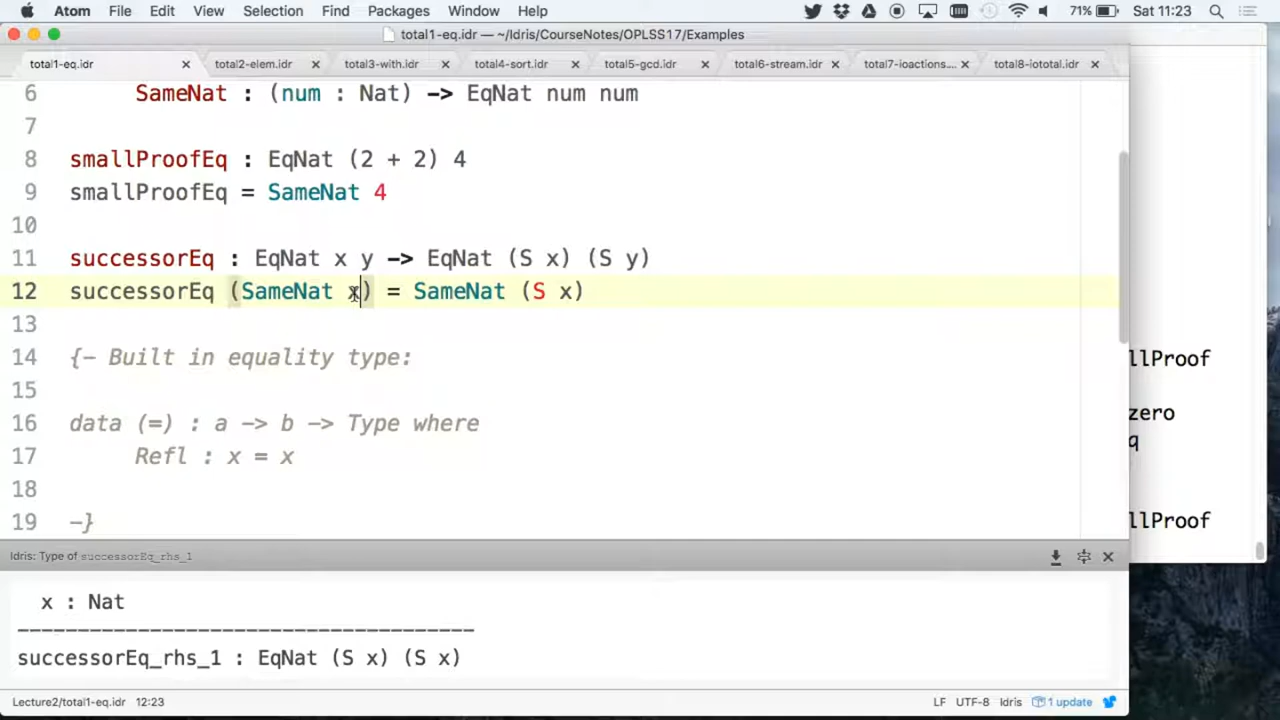 Atom File Edit View Selection Find Packages Window Help 71% Sat 11:23
total1-eq.idr — ~/Idris/CourseNotes/OPLSS17/Examples
total1-eq.idr total2-elem.idr total3-with.idr total4-sort.idr total5-gcd.idr total6-stream.idr total7-ioactions.... total8-iototal.idr
6 SameNat : (num : Nat) -> EqNat num num
7
8 smallProofEq : EqNat (2 + 2) 4
9 smallProofEq = SameNat 4
10
11 successorEq : EqNat x y -> EqNat (S x) (S y)
12 successorEq (SameNat x) = SameNat (S x)
13
14 {- Built in equality type:
15
16 data (=) : a -> b -> Type where
17 Refl : x = x
18
19 -}
llProof
zero
q
llProof
Idris: Type of successorEq_rhs_1
x : Nat
--------------------------------------
successorEq_rhs_1 : EqNat (S x) (S x)
Lecture2/total1-eq.idr 12:23 LF UTF-8 Idris 1 update